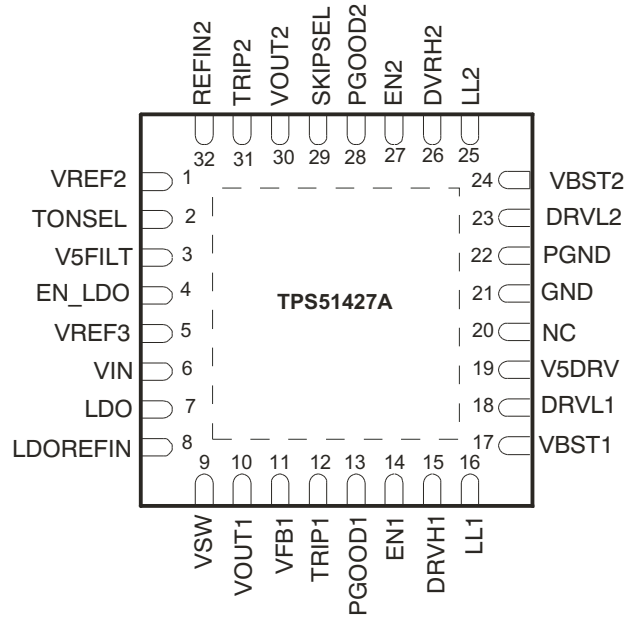 REFIN2
TRIP2
VOUT2
SKIPSEL
PGOOD2
EN2
DVRH2
LL2
32 31 30 29 28 27 26 25
VREF2 1
TONSEL 2
V5FILT 3
EN_LDO 4
VREF3 5
VIN 6
LDO 7
LDOREFIN 8
TPS51427A
24 VBST2
23 DRVL2
22 PGND
21 GND
20 NC
19 V5DRV
18 DRVL1
17 VBST1
9 10 11 12 13 14 15 16
VSW
VOUT1
VFB1
TRIP1
PGOOD1
EN1
DRVH1
LL1